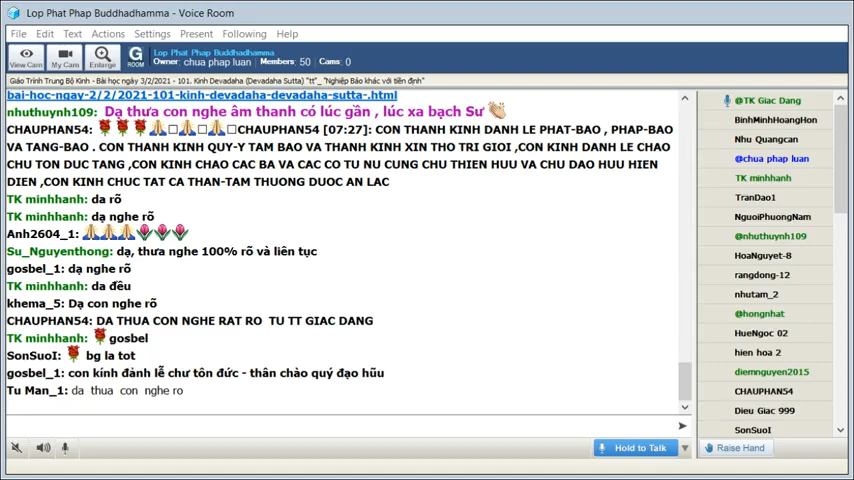 Lop Phat Phap Buddhadhamma - Voice Room
File Edit Text Actions Settings Present Following Help
View Cam My Cam Enlarge G ROOM
Lop Phat Phap Buddhadhamma
Owner: chua phap luan Members: 50 Cams: 0
Giáo Trình Trung Bộ Kinh - Bài học ngày 3/2/2021 - 101. Kinh Devadaha (Devadaha Sutta) "tt"_ "Nghiệp Báo khác với tiền định"
bai-hoc-ngay-2/2/2021-101-kinh-devadaha-devadaha-sutta-.html
nhuthuynh109: Dạ thưa con nghe âm thanh có lúc gần , lúc xa bạch Sư
CHAUPHAN54: CHAUPHAN54 [07:27]: CON THANH KINH DANH LE PHAT-BAO , PHAP-BAO
VA TANG-BAO . CON THANH KINH QUY-Y TAM BAO VA THANH KINH XIN THO TRI GIOI ,CON KINH DANH LE CHAO
CHU TON DUC TANG ,CON KINH CHAO CAC BA VA CAC CO TU NU CUNG CHU THIEN HUU VA CHU DAO HUU HIEN
DIEN ,CON KINH CHUC TAT CA THAN-TAM THUONG DUOC AN LAC
TK minhhanh: da rõ
TK minhhanh: dạ nghe rõ
Anh2604_1:
Su_Nguyenthong: dạ, thưa nghe 100% rõ và liên tục
gosbel_1: dạ nghe rõ
TK minhhanh: da đều
khema_5: Dạ con nghe rõ
CHAUPHAN54: DA THUA CON NGHE RAT RO TU TT GIAC DANG
TK minhhanh: gosbel
SonSuoI: bg la tot
gosbel_1: con kính đảnh lễ chư tôn đức - thân chào quý đạo hũu
Tu Man_1: da thua con nghe ro
@TK Giac Dang
BinhMinhHoangHon
Nhu Quangcan
@chua phap luan
TK minhhanh
TranDao1
NguoiPhuongNam
@nhuthuynh109
HoaNguyet-8
rangdong-12
nhutam_2
@hongnhat
HueNgoc 02
hien hoa 2
diemnguyen2015
CHAUPHAN54
Dieu Giac 999
SonSuoI
Hold to Talk
Raise Hand